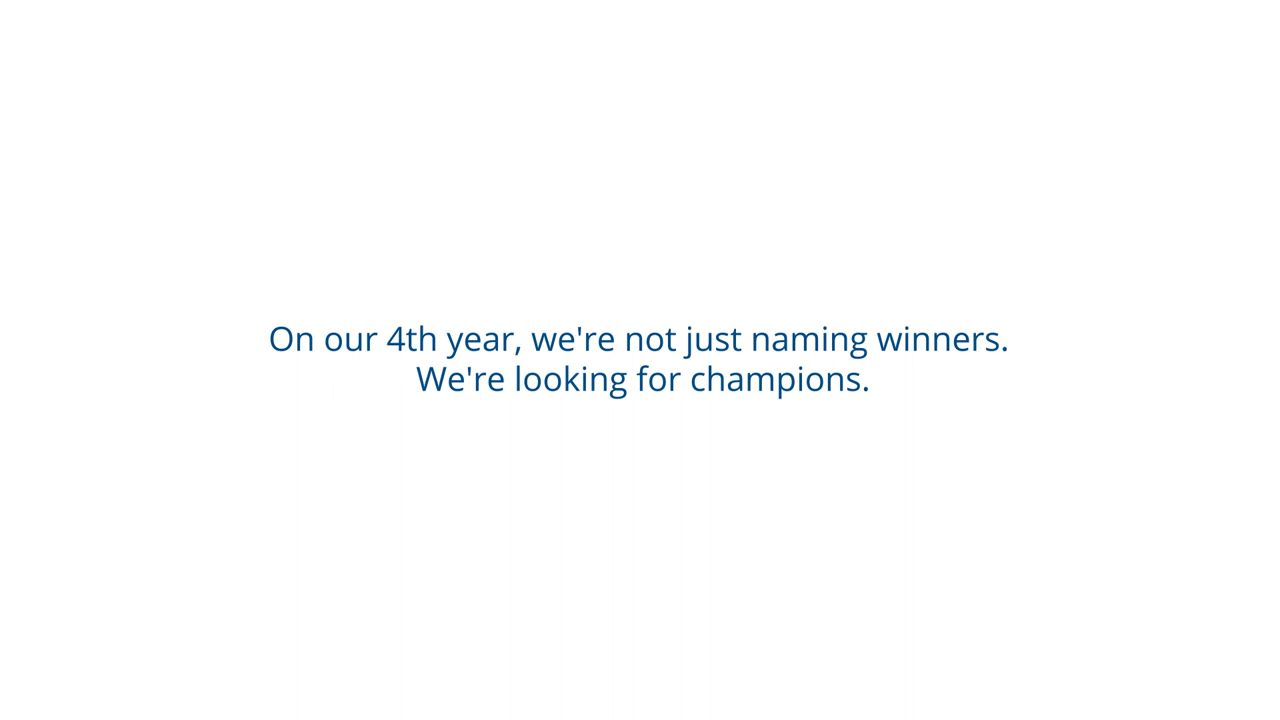 On our 4th year, we're not just naming winners.
We're looking for champions.